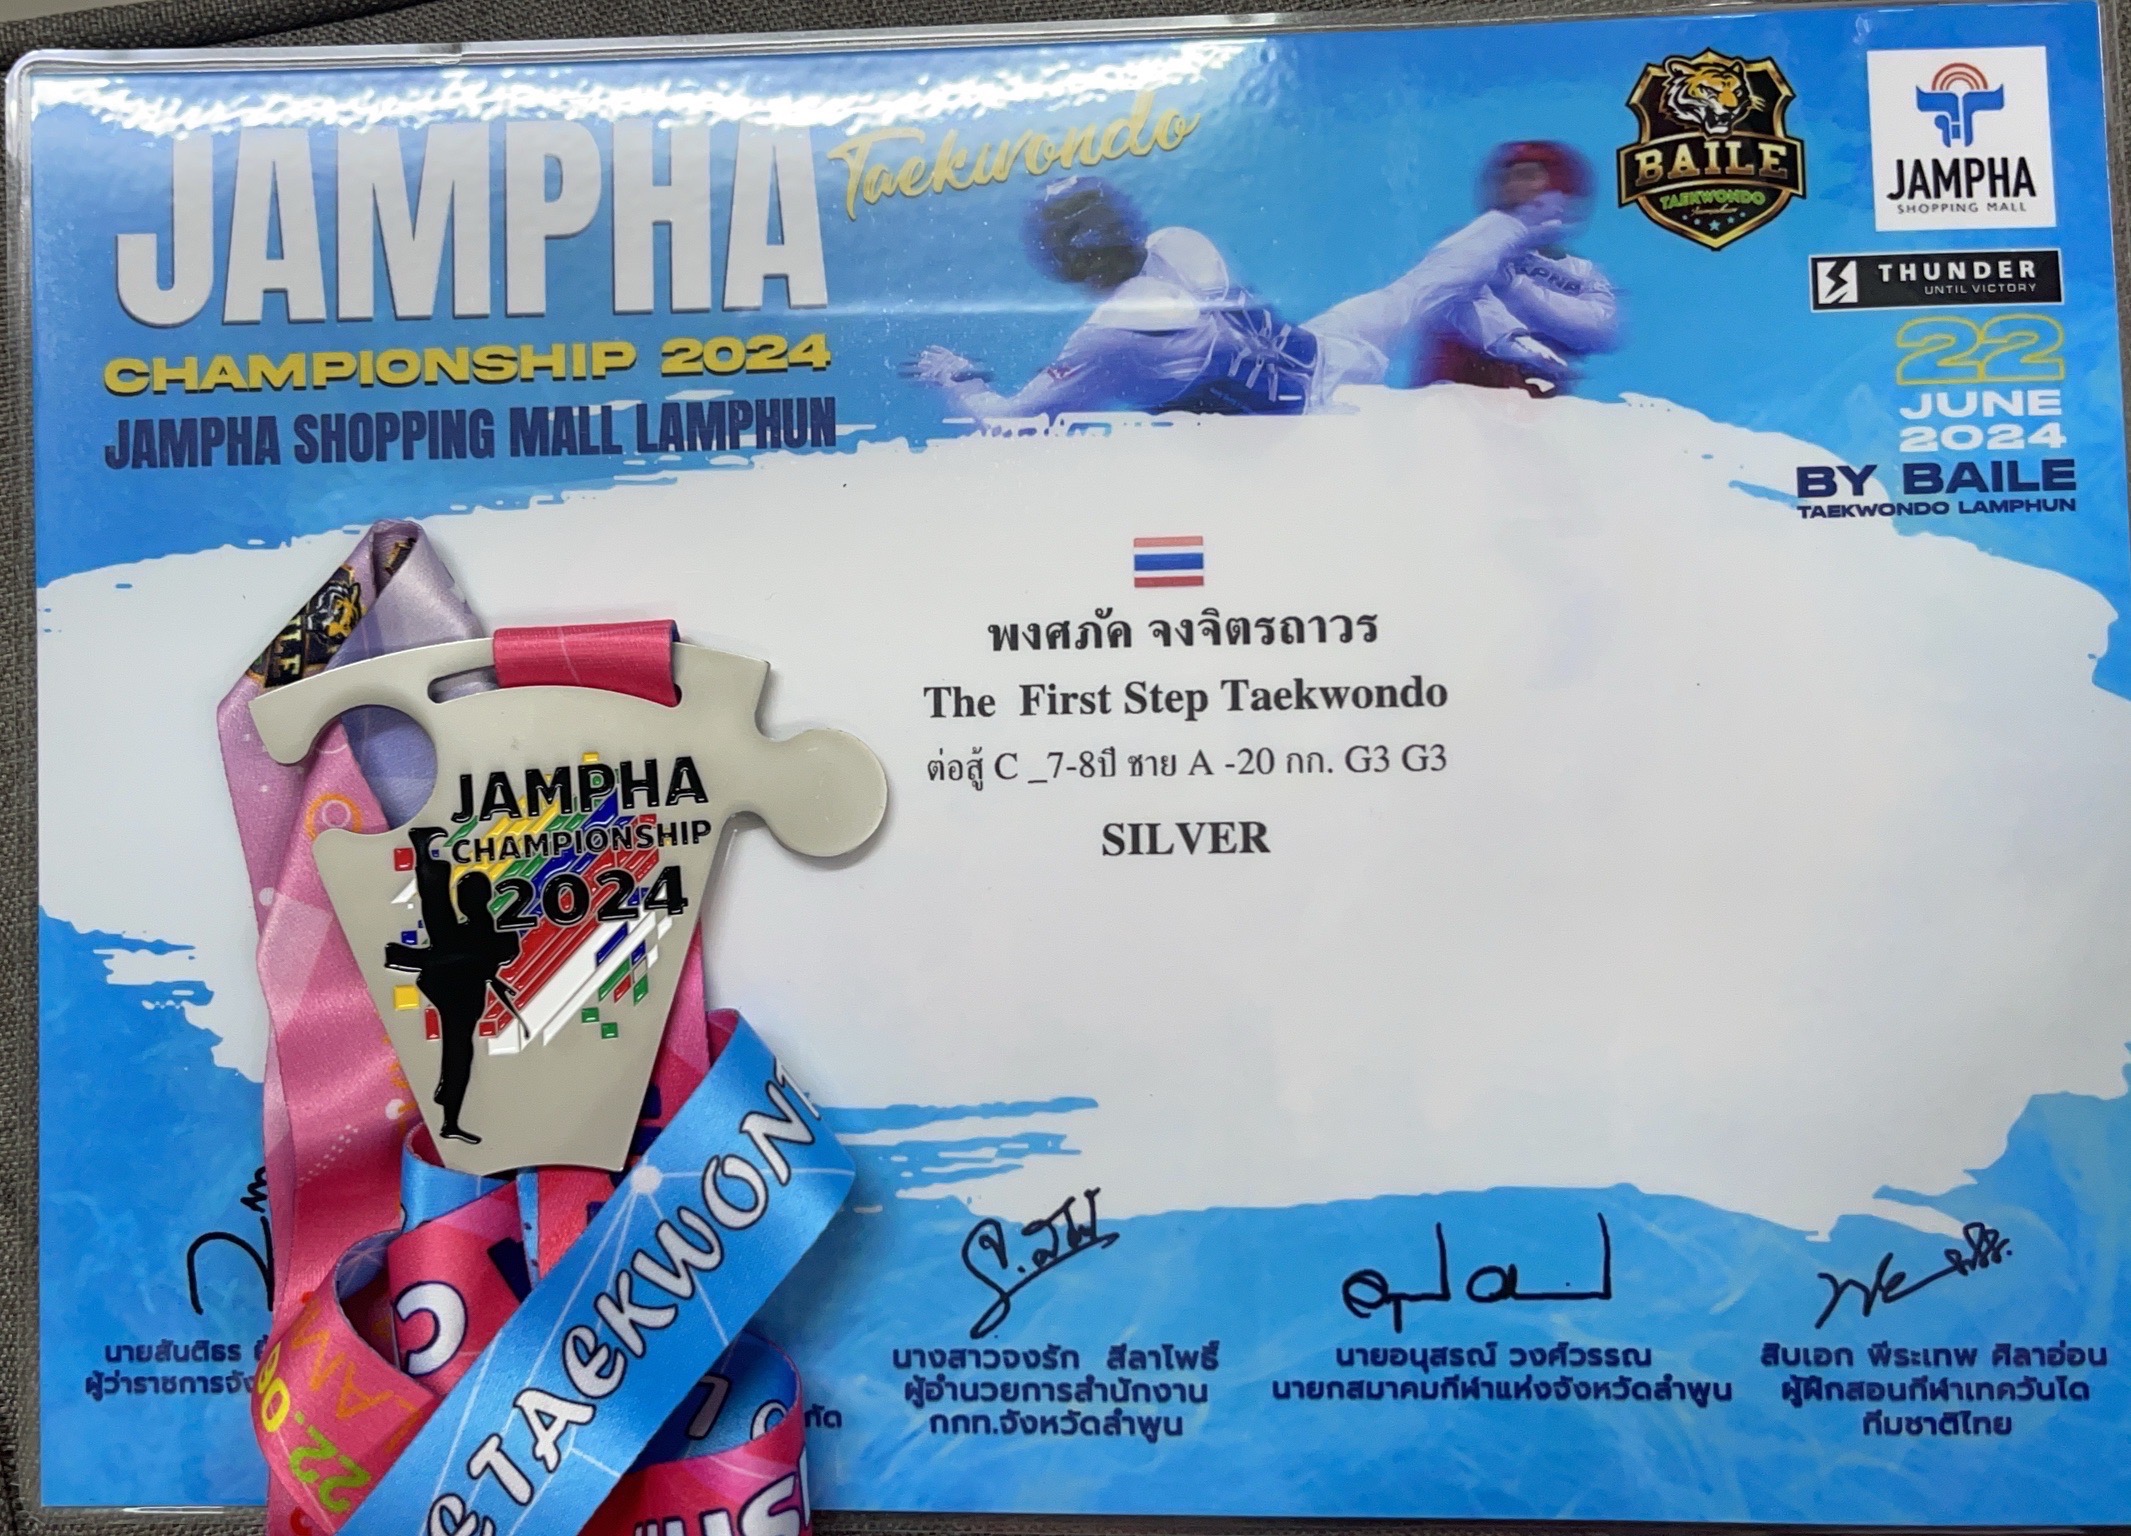 JAMPHA
Taekwondo
CHAMPIONSHIP 2024
JAMPHA SHOPPING MALL LAMPHUN
BAILE
TAEKWONDO
JAMPHA
SHOPPING MALL
THUNDER
UNTIL VICTORY
22
JUNE
2024
BY BAILE
TAEKWONDO LAMPHUN
พงศภัค จงจิตรถาวร
The First Step Taekwondo
ต่อสู้ C _7-8ปี ชาย A -20 กก. G3 G3
SILVER
JAMPHA
CHAMPIONSHIP
2024
TAEKWON
22.06
LAM
นายสันติธร
ผู้ว่าราชการจัง
กัด
นางสาวจงรัก สีลาโพธิ์
ผู้อำนวยการสำนักงาน
กกท.จังหวัดลำพูน
นายอนุสรณ์ วงศ์วรรณ
นายกสมาคมกีฬาแห่งจังหวัดลำพูน
สิบเอก พีระเทพ ศิลาอ่อน
ผู้ฝึกสอนกีฬาเทควันโด
ทีมชาติไทย